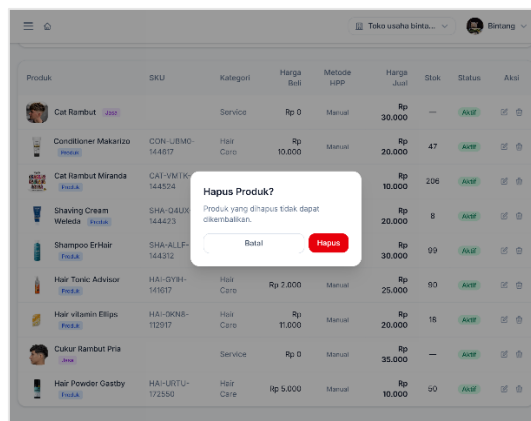 Toko usaha binta...
Bintang
Produk SKU Kategori Harga Beli Metode HPP Harga Jual Stok Status Aksi
Cat Rambut Jasa Service Rp 0 Manual Rp 30.000 — Aktif
Conditioner Makarizo Produk CON-UBM0-144617 Hair Care Rp 10.000 Manual Rp 20.000 47 Aktif
Cat Rambut Miranda Produk CAT-VMTK-144524 Rp 10.000 206 Aktif
Shaving Cream Weleda Produk SHA-Q4UX-144423 Rp 20.000 8 Aktif
Shampoo ErHair Produk SHA-ALLF-144312 Rp 30.000 99 Aktif
Hapus Produk?
Produk yang dihapus tidak dapat
dikembalikan.
Batal Hapus
Hair Tonic Advisor Produk HAI-GYIH-141617 Hair Care Rp 2.000 Manual Rp 25.000 90 Aktif
Hair vitamin Ellips Produk HAI-0KN8-112917 Hair Care Rp 11.000 Manual Rp 20.000 16 Aktif
Cukur Rambut Pria Jasa Service Rp 0 Manual Rp 35.000 — Aktif
Hair Powder Gastby Produk HAI-URTU-172550 Hair Care Rp 5.000 Manual Rp 10.000 50 Aktif